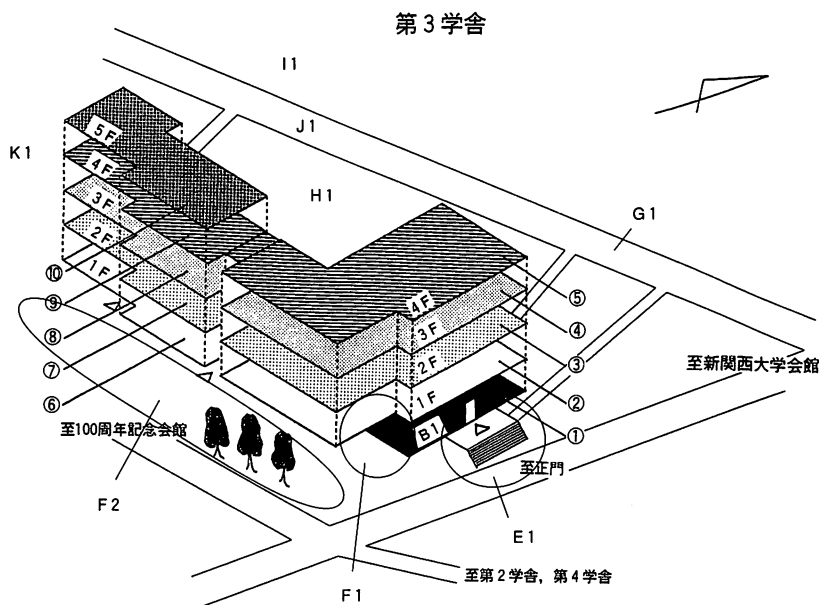 第3学舎
I1
J1
K1
H1
G1
5F
4F
3F
2F
1F
4F
3F
2F
1F
B1
⑩
⑨
⑧
⑦
⑥
⑤
④
③
②
①
至新関西大学会館
至100周年記念会館
至正門
F2
E1
至第2学舎，第4学舎
F1